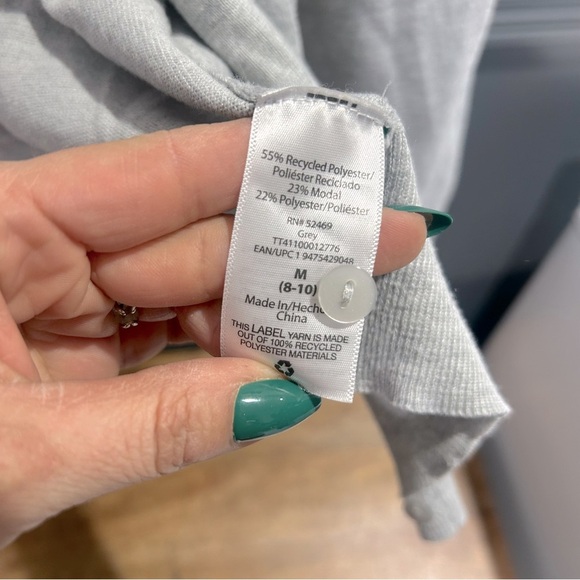 55% Recycled Polyester/
Poliéster Reciclado
23% Modal
22% Polyester/Poliéster
RN# 52469
Grey
TT41100012776
EAN/UPC 1 9475429048
M
(8-10)
Made In/Hecho
China
THIS LABEL YARN IS MADE
OUT OF 100% RECYCLED
POLYESTER MATERIALS